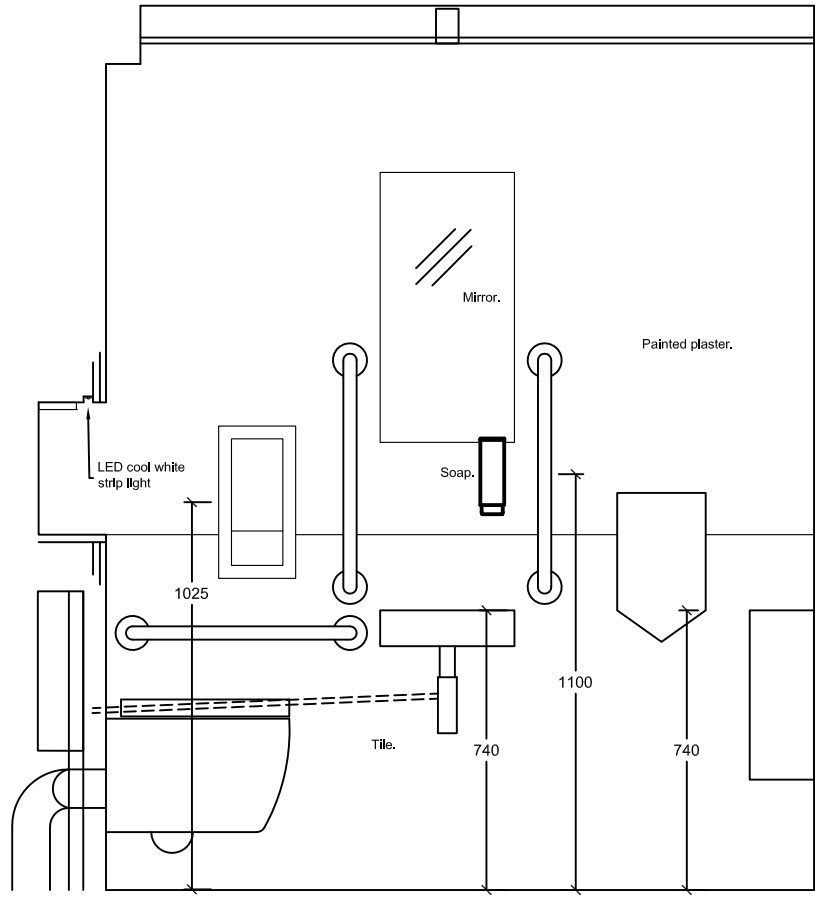 Mirror.
Painted plaster.
LED cool white
strip light
Soap.
1025
1100
Tile.
740
740